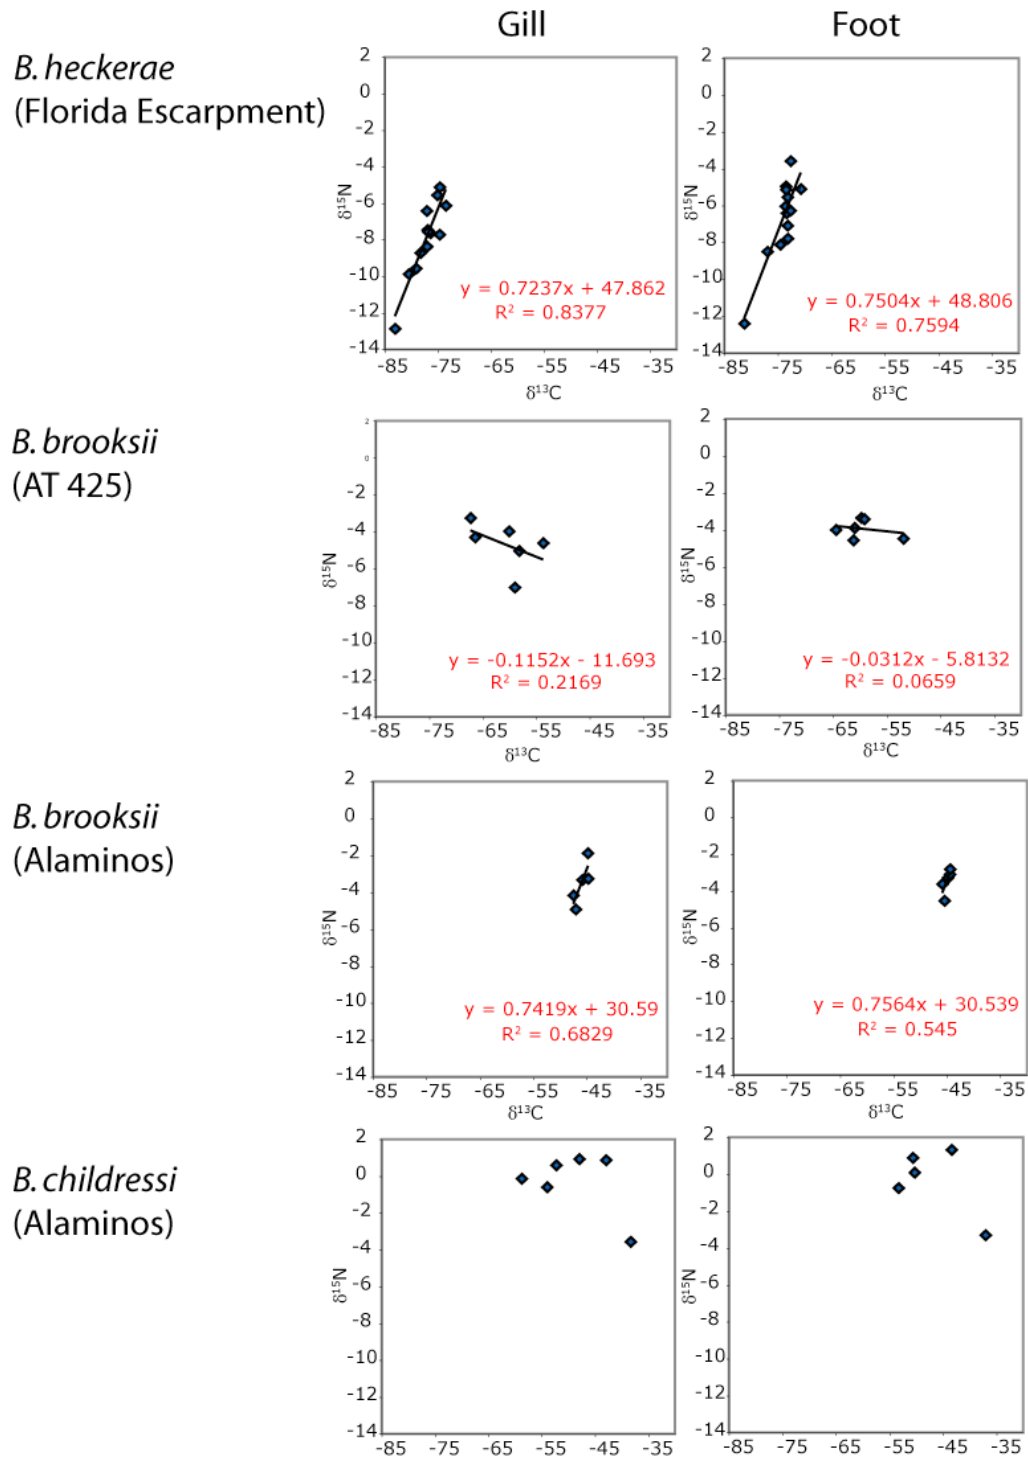 Gill
Foot
B. heckerae
(Florida Escarpment)
2
0
-2
-4
-6
-8
-10
-12
-14
δ¹⁵N
y = 0.7237x + 47.862
R² = 0.8377
-85 -75 -65 -55 -45 -35
δ¹³C
2
0
-2
-4
-6
-8
-10
-12
-14
δ¹⁵N
y = 0.7504x + 48.806
R² = 0.7594
-85 -75 -65 -55 -45 -35
δ¹³C
B. brooksii
(AT 425)
2
0
-2
-4
-6
-8
-10
-12
-14
δ¹⁵N
y = -0.1152x - 11.693
R² = 0.2169
-85 -75 -65 -55 -45 -35
δ¹³C
2
0
-2
-4
-6
-8
-10
-12
-14
δ¹⁵N
y = -0.0312x - 5.8132
R² = 0.0659
-85 -75 -65 -55 -45 -35
δ¹³C
B. brooksii
(Alaminos)
2
0
-2
-4
-6
-8
-10
-12
-14
δ¹⁵N
y = 0.7419x + 30.59
R² = 0.6829
-85 -75 -65 -55 -45 -35
δ¹³C
2
0
-2
-4
-6
-8
-10
-12
-14
δ¹⁵N
y = 0.7564x + 30.539
R² = 0.545
-85 -75 -65 -55 -45 -35
δ¹³C
B. childressi
(Alaminos)
2
0
-2
-4
-6
-8
-10
-12
-14
δ¹⁵N
-85 -75 -65 -55 -45 -35
2
0
-2
-4
-6
-8
-10
-12
-14
δ¹⁵N
-85 -75 -65 -55 -45 -35